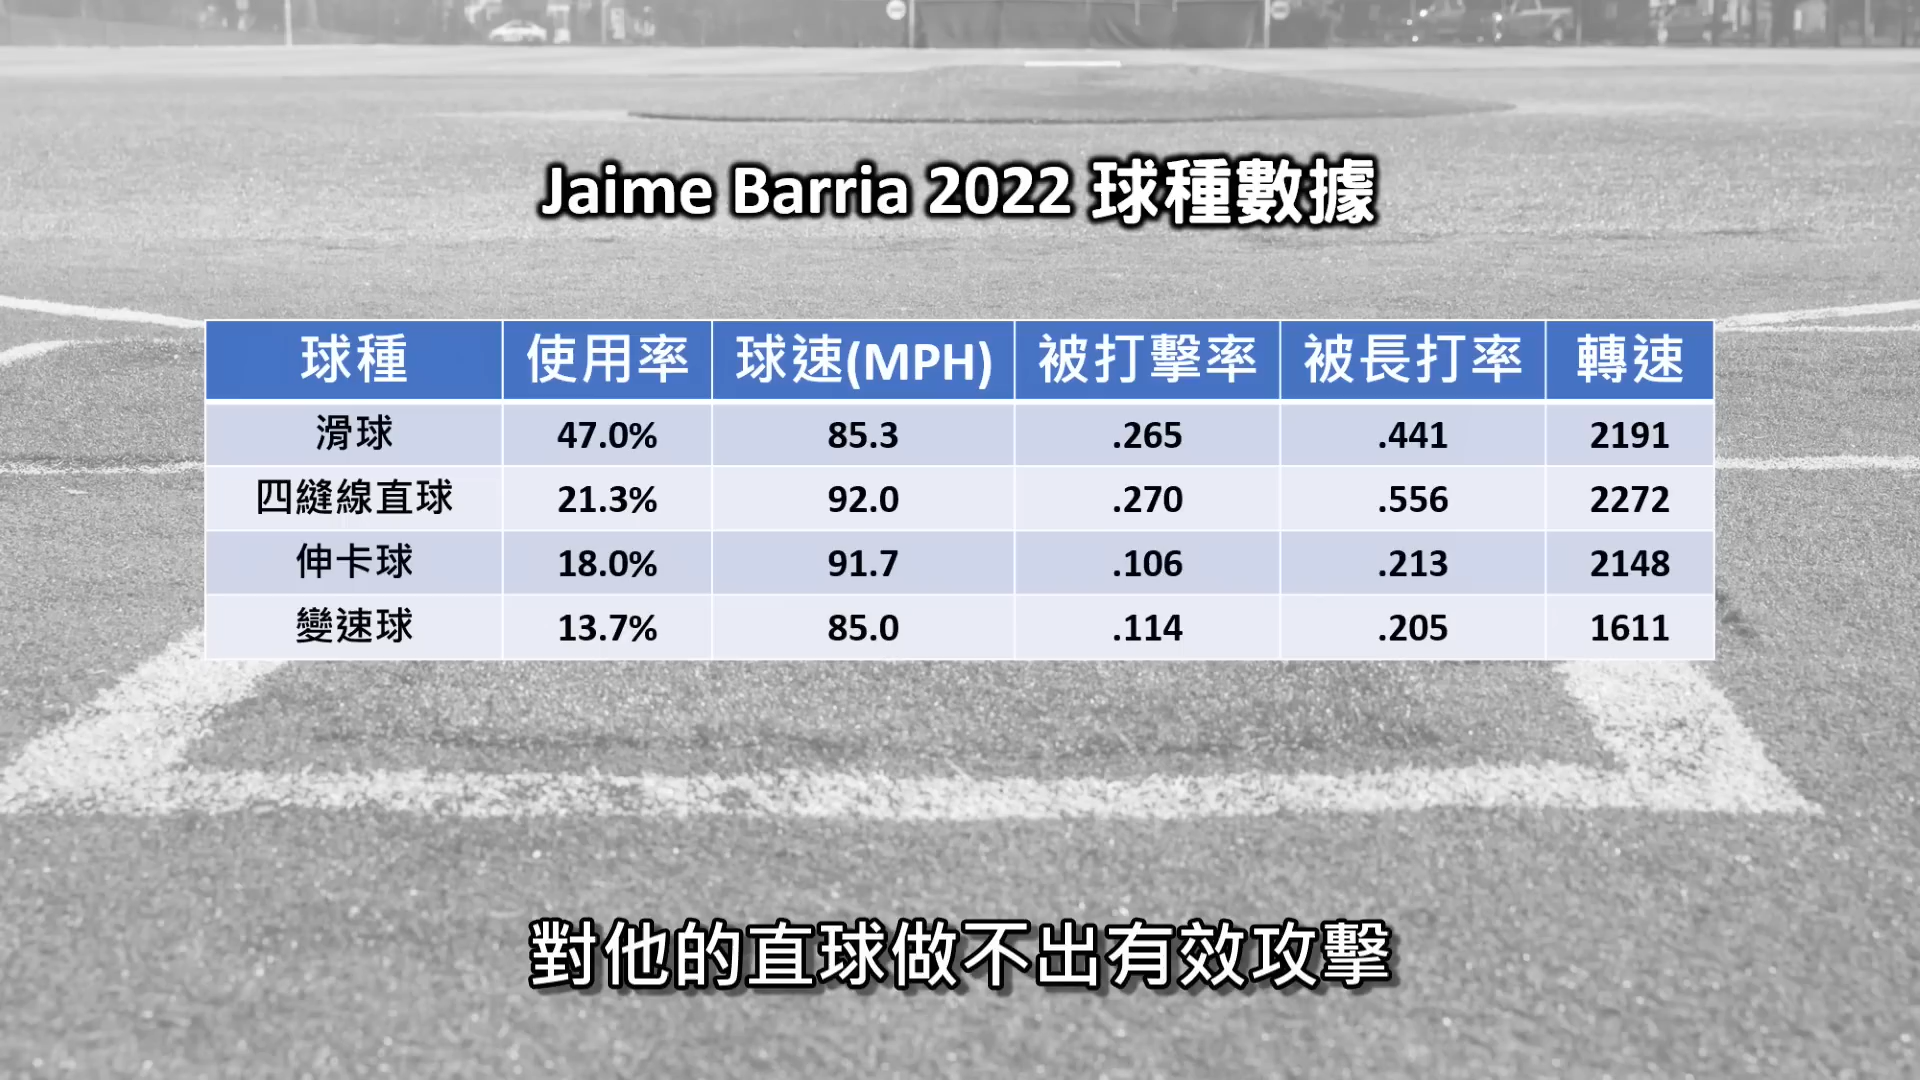 Jaime Barria 2022 球種數據
球種 使用率 球速(MPH) 被打擊率 被長打率 轉速
滑球 47.0% 85.3 .265 .441 2191
四縫線直球 21.3% 92.0 .270 .556 2272
伸卡球 18.0% 91.7 .106 .213 2148
變速球 13.7% 85.0 .114 .205 1611
對他的直球做不出有效攻擊